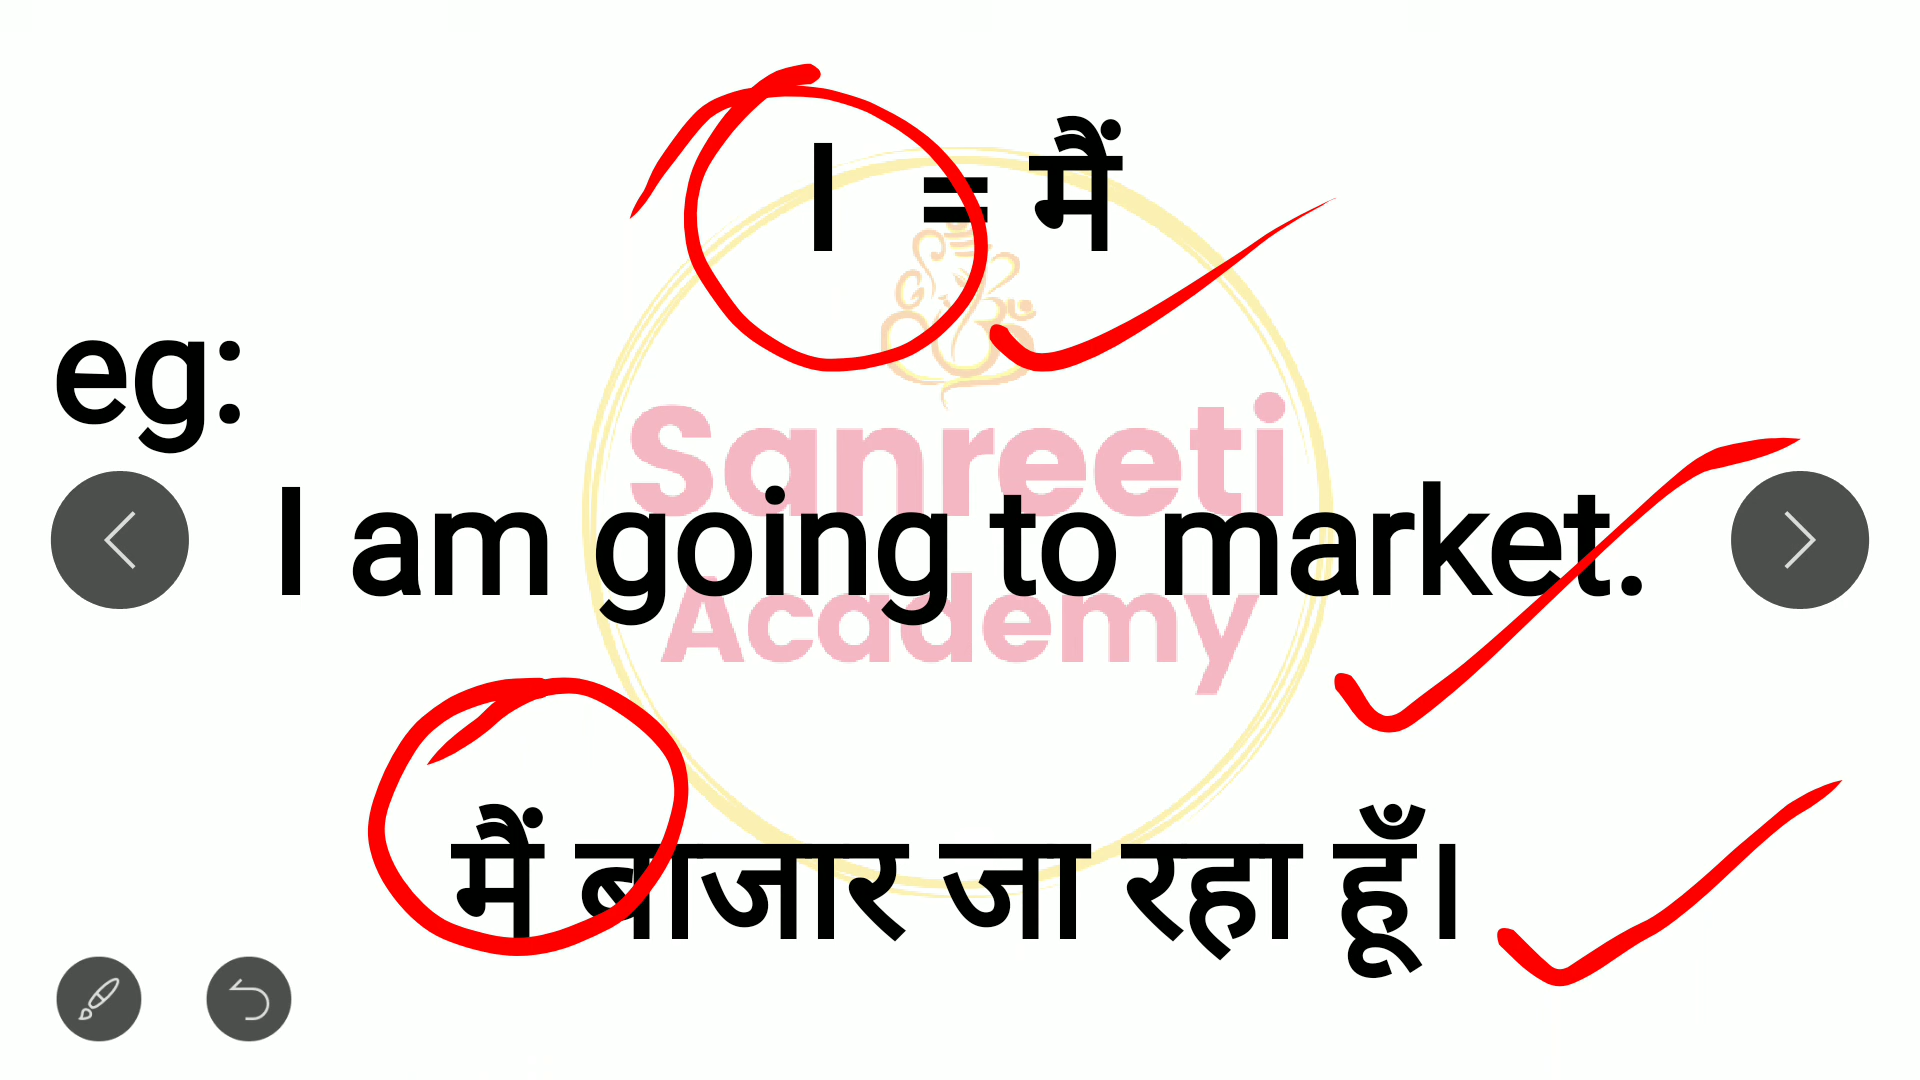 I = मैं
eg:
I am going to market.
मैं बाजार जा रहा हूँ।
Sanreeti
Academy